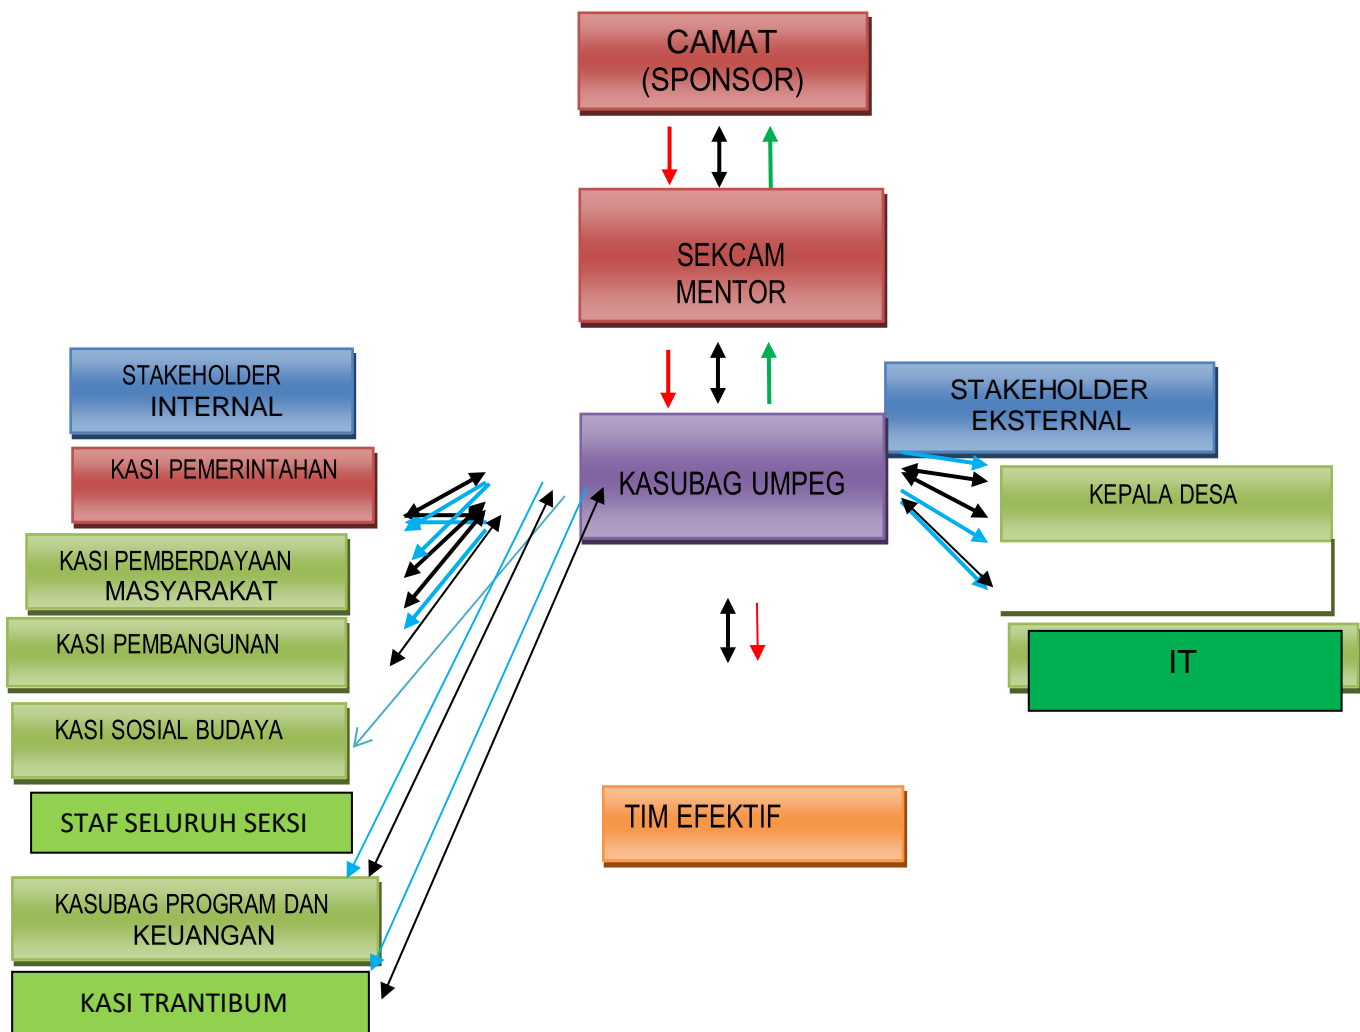 CAMAT
(SPONSOR)
SEKCAM
MENTOR
STAKEHOLDER
INTERNAL
STAKEHOLDER
EKSTERNAL
KASI PEMERINTAHAN
KASUBAG UMPEG
KEPALA DESA
KASI PEMBERDAYAAN
MASYARAKAT
KASI PEMBANGUNAN
IT
KASI SOSIAL BUDAYA
STAF SELURUH SEKSI
TIM EFEKTIF
KASUBAG PROGRAM DAN
KEUANGAN
KASI TRANTIBUM